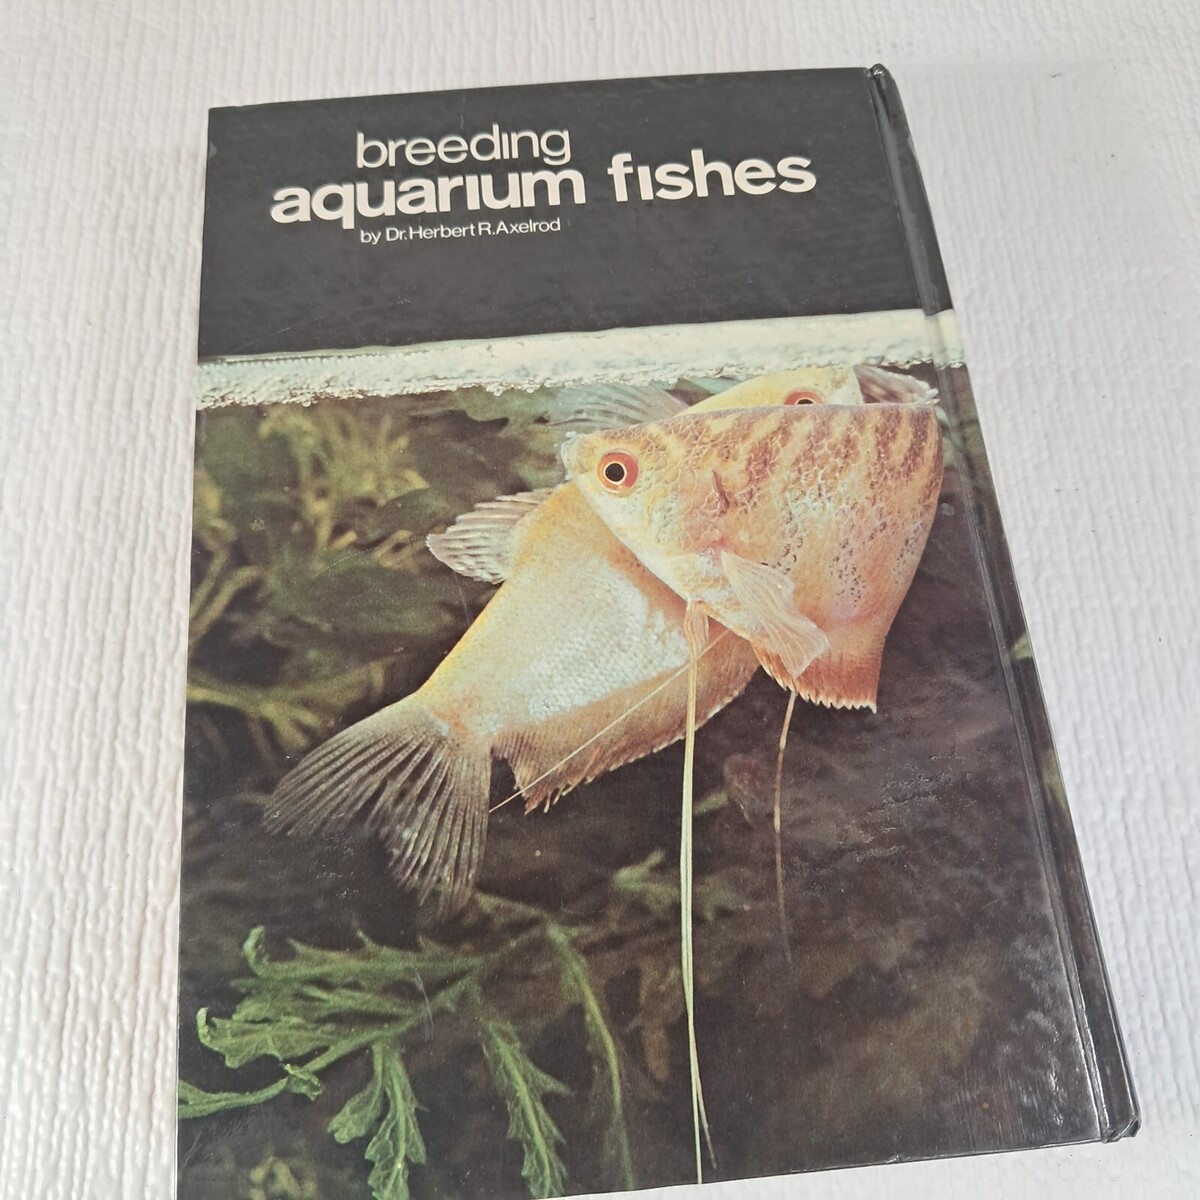 breeding
aquarium fishes
by Dr. Herbert R. Axelrod